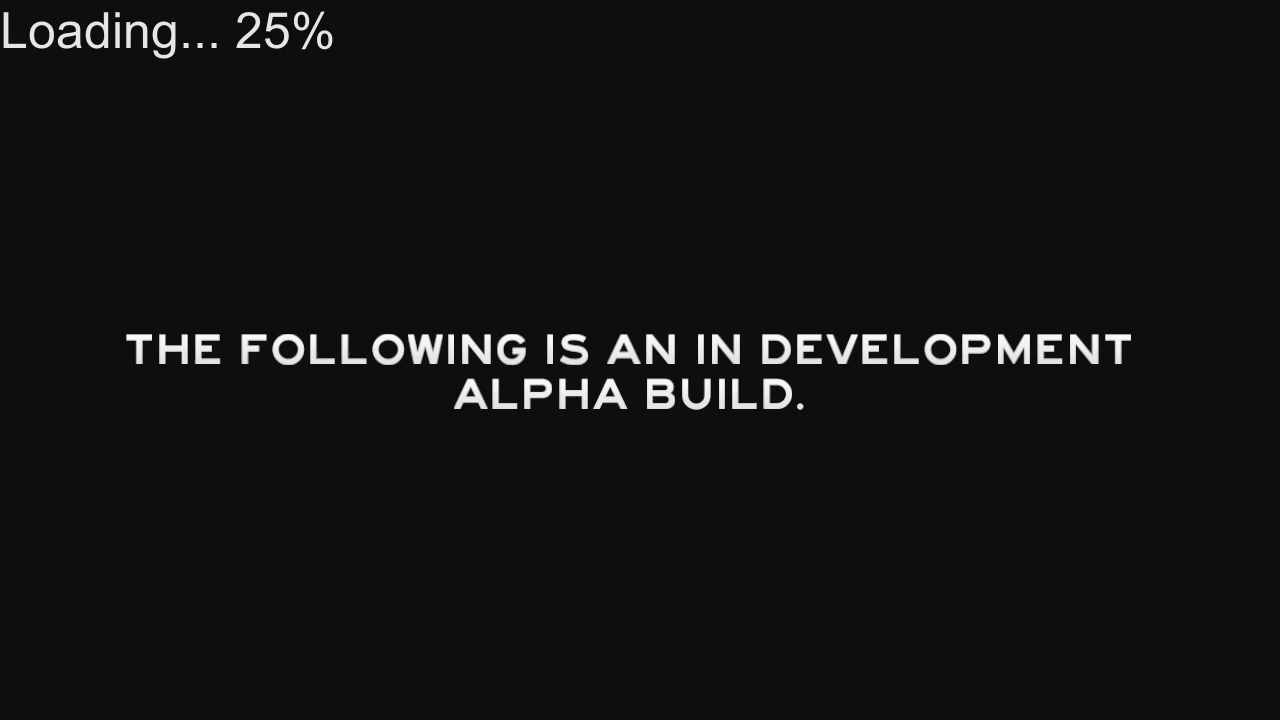 Loading... 25%
THE FOLLOWING IS AN IN DEVELOPMENT
ALPHA BUILD.